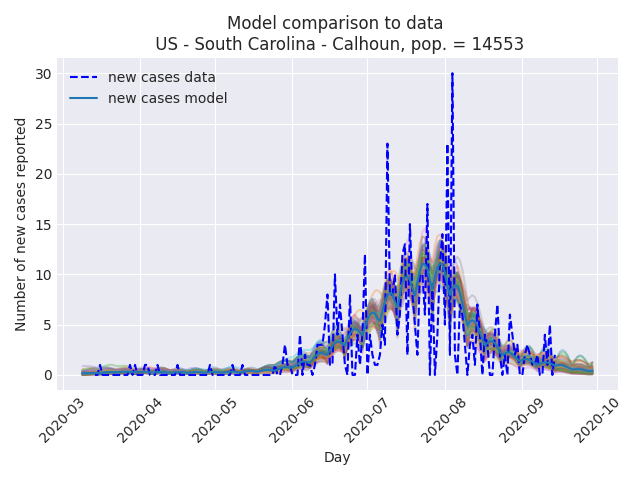 Model comparison to data
US - South Carolina - Calhoun, pop. = 14553
new cases data
new cases model
Number of new cases reported
30
25
20
15
10
5
0
2020-03
2020-04
2020-05
2020-06
2020-07
2020-08
2020-09
2020-10
Day